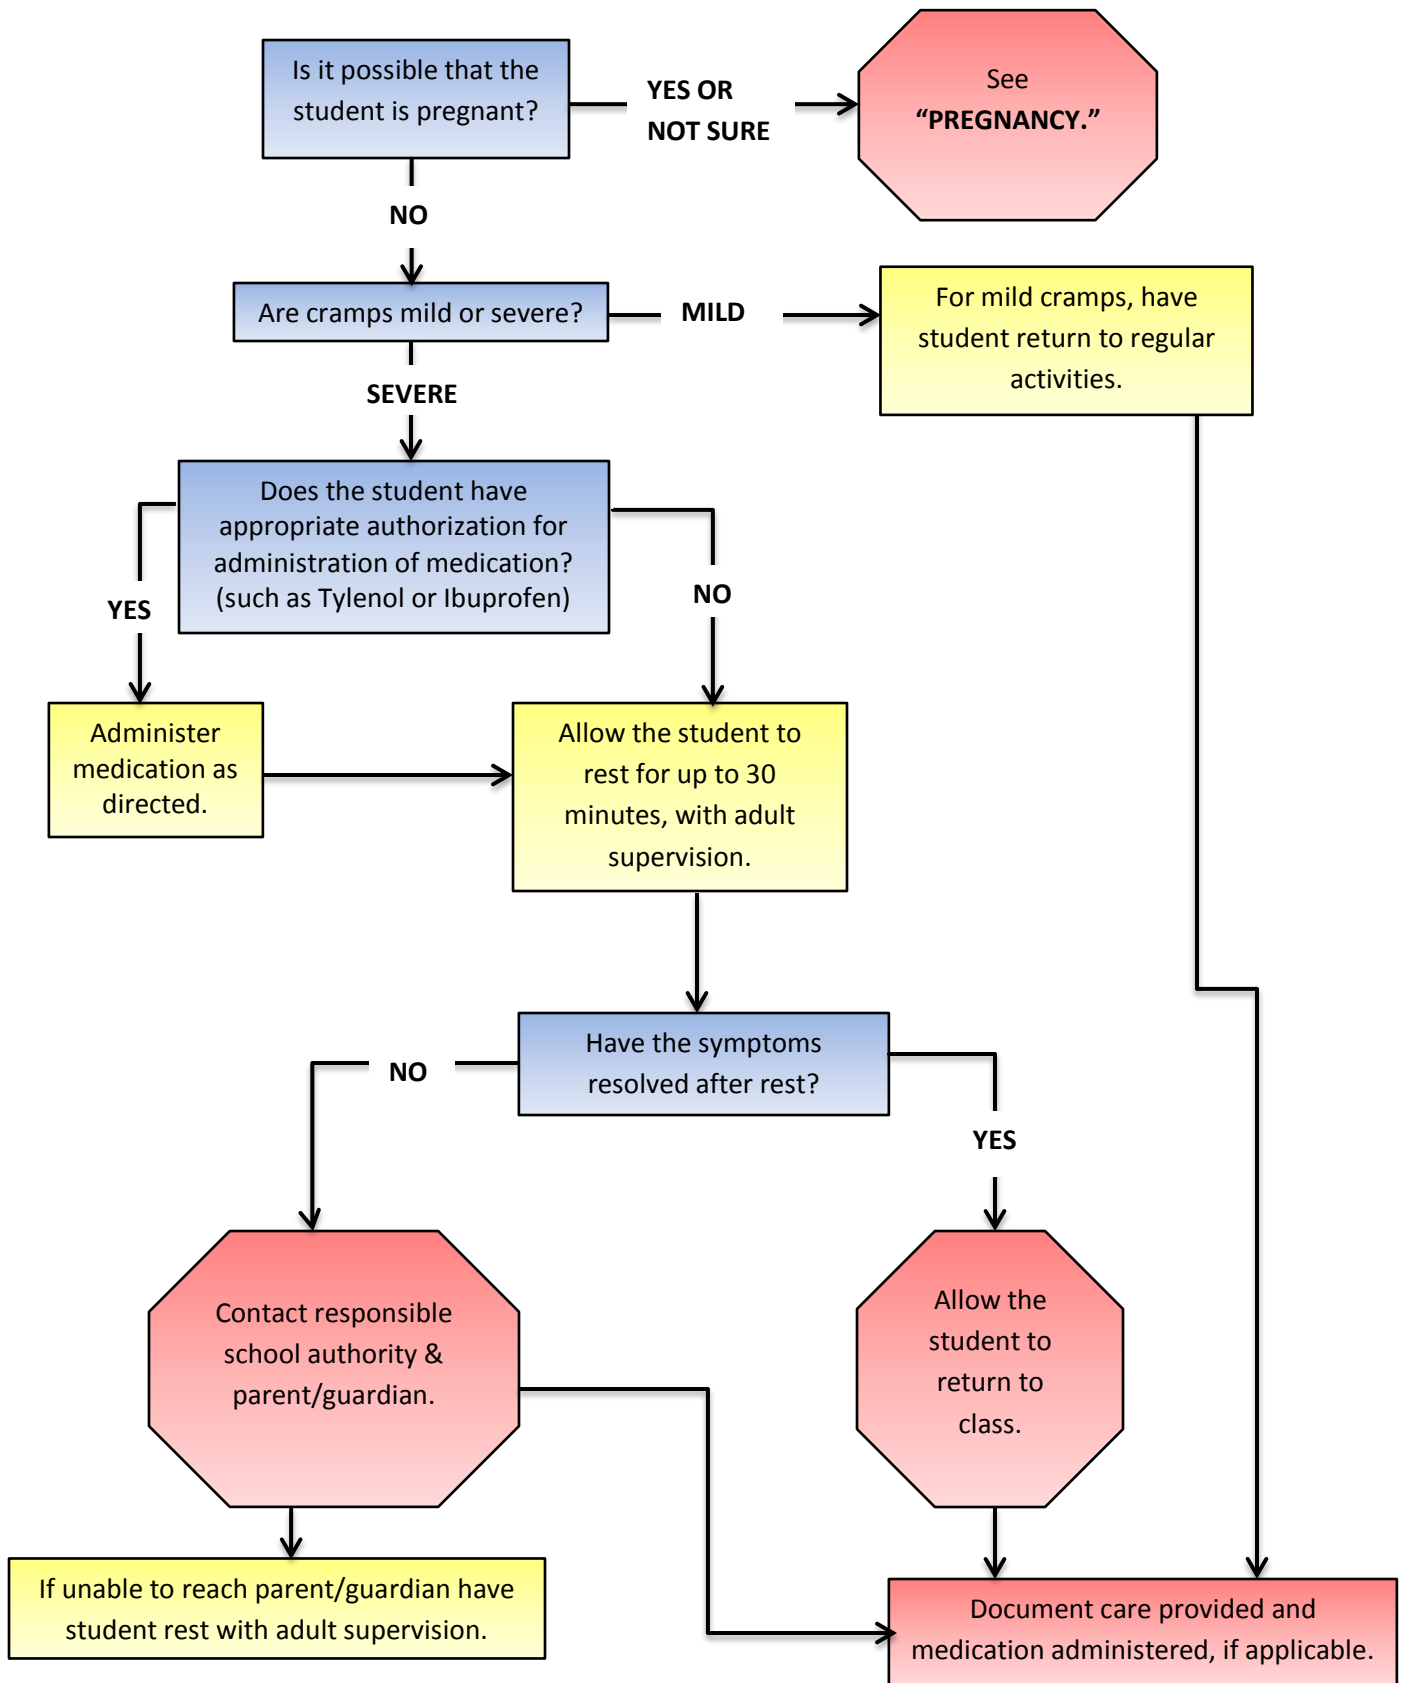 Is it possible that the
student is pregnant?
YES OR
NOT SURE
See
“PREGNANCY.”
NO
Are cramps mild or severe?
MILD
For mild cramps, have
student return to regular
activities.
SEVERE
Does the student have
appropriate authorization for
administration of medication?
(such as Tylenol or Ibuprofen)
YES
NO
Administer
medication as
directed.
Allow the student to
rest for up to 30
minutes, with adult
supervision.
Have the symptoms
resolved after rest?
NO
YES
Contact responsible
school authority &
parent/guardian.
Allow the
student to
return to
class.
If unable to reach parent/guardian have
student rest with adult supervision.
Document care provided and
medication administered, if applicable.